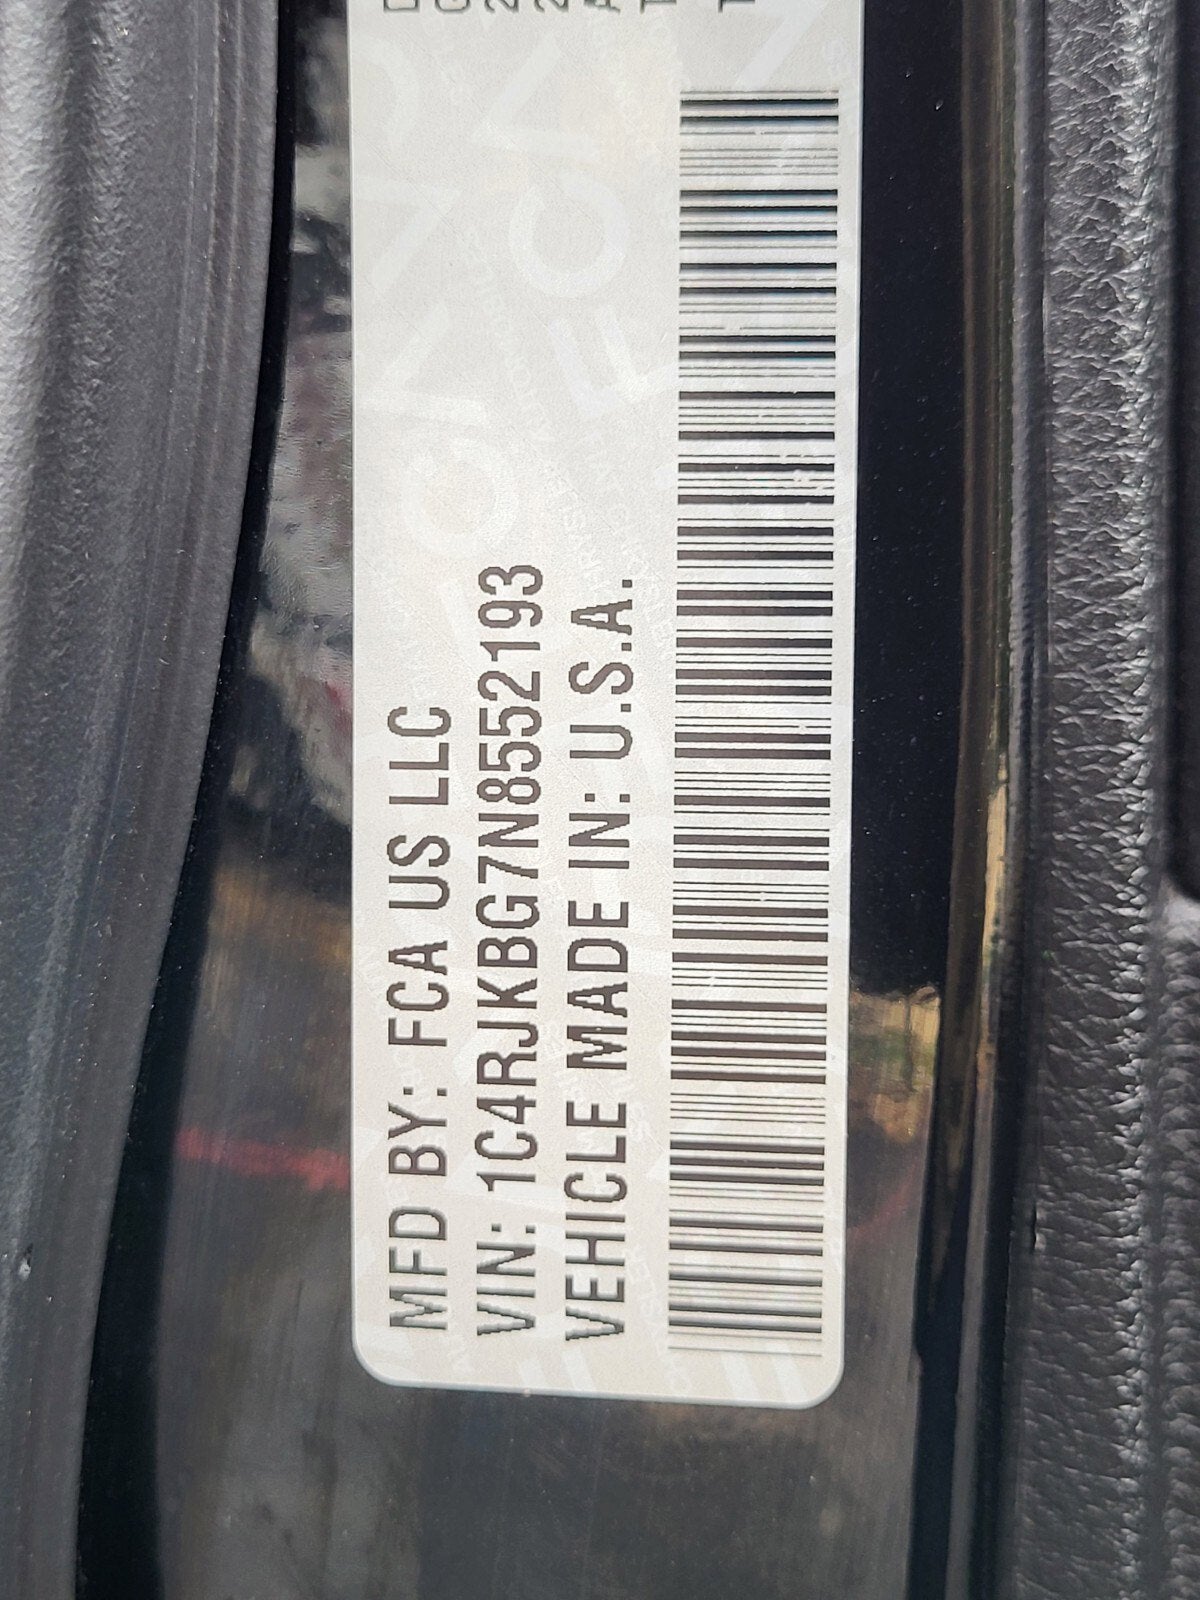 MFD BY: FCA US LLC
VIN: 1C4RJKBG7N8552193
VEHICLE MADE IN: U.S.A.